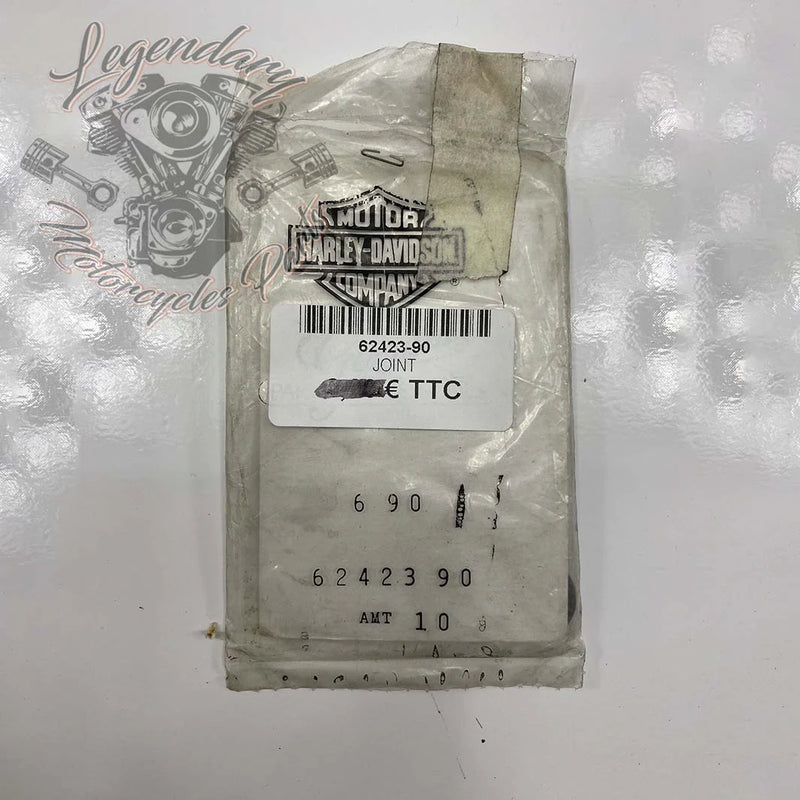 Legendary
Motorcycles Parts
MOTOR
HARLEY-DAVIDSON
COMPANY
®
62423-90
JOINT
€ TTC
6 90
62423 90
AMT 10